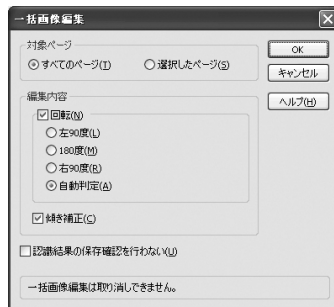 一括画像編集
対象ページ
すべてのページ(T)
選択したページ(S)
OK
キャンセル
ヘルプ(H)
編集内容
回転(N)
左90度(L)
180度(M)
右90度(R)
自動判定(A)
傾き補正(C)
認識結果の保存確認を行わない(U)
一括画像編集は取り消しできません。